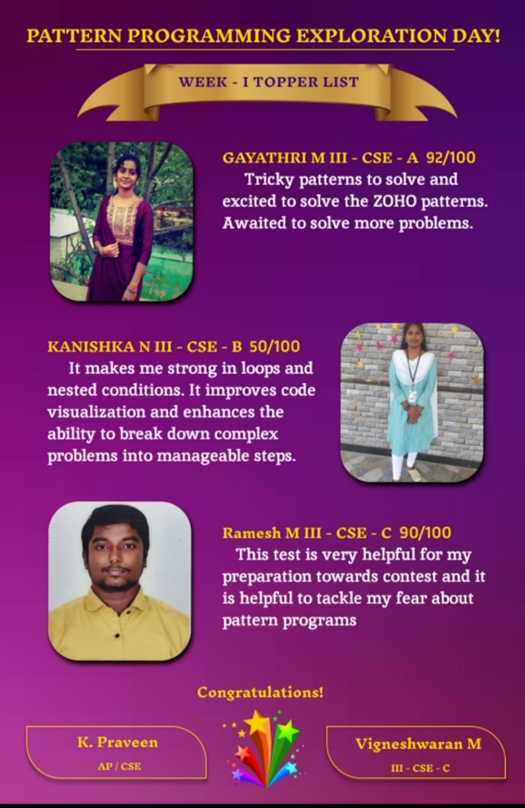 PATTERN PROGRAMMING EXPLORATION DAY!
WEEK - I TOPPER LIST
GAYATHRI M III - CSE - A 92/100
Tricky patterns to solve and
excited to solve the ZOHO patterns.
Awaited to solve more problems.
KANISHKA N III - CSE - B 50/100
It makes me strong in loops and
nested conditions. It improves code
visualization and enhances the
ability to break down complex
problems into manageable steps.
Ramesh M III - CSE - C 90/100
This test is very helpful for my
preparation towards contest and it
is helpful to tackle my fear about
pattern programs
Congratulations!
K. Praveen
AP / CSE
Vigneshwaran M
III - CSE - C